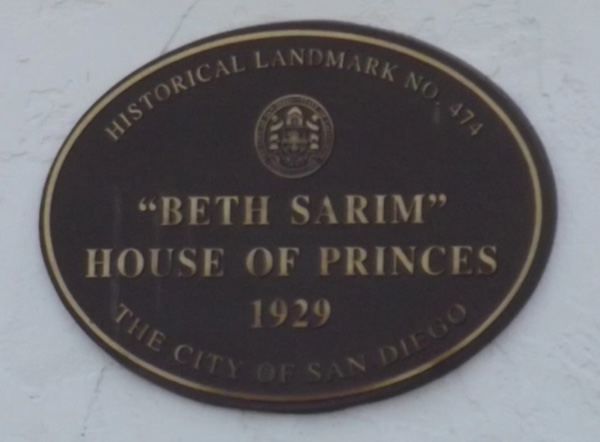 HISTORICAL LANDMARK NO. 474
"BETH SARIM"
HOUSE OF PRINCES
1929
THE CITY OF SAN DIEGO